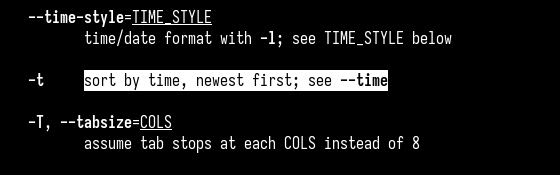 --time-style=TIME_STYLE
time/date format with -l; see TIME_STYLE below
-t sort by time, newest first; see --time
-T, --tabsize=COLS
assume tab stops at each COLS instead of 8